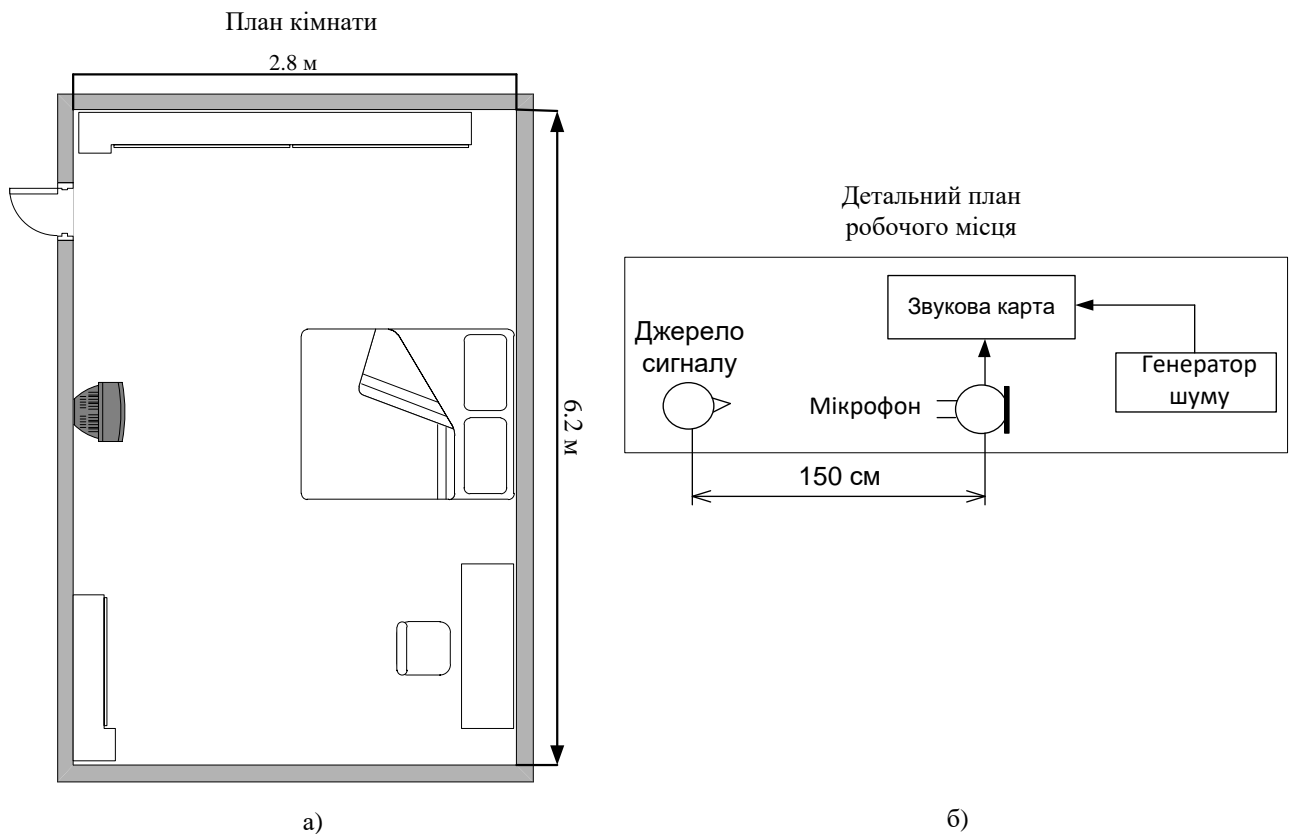 План кімнати
2.8 м
6.2 м
а)
Детальний план
робочого місця
Звукова карта
Джерело
сигналу
Генератор
шуму
Мікрофон
150 см
б)